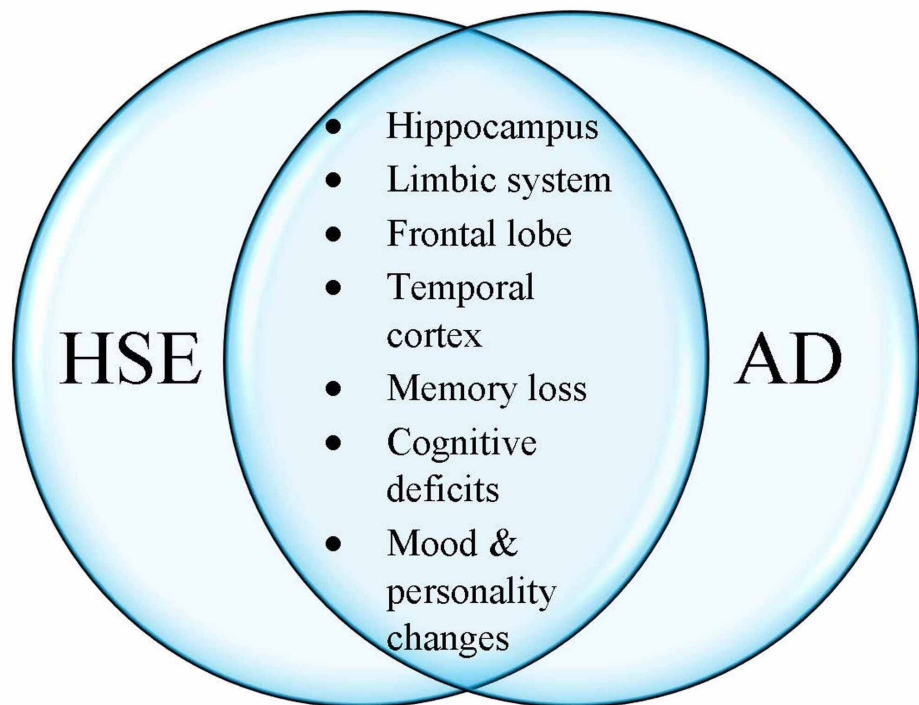 HSE
• Hippocampus
• Limbic system
• Frontal lobe
• Temporal
cortex
• Memory loss
• Cognitive
deficits
• Mood &
personality
changes
AD